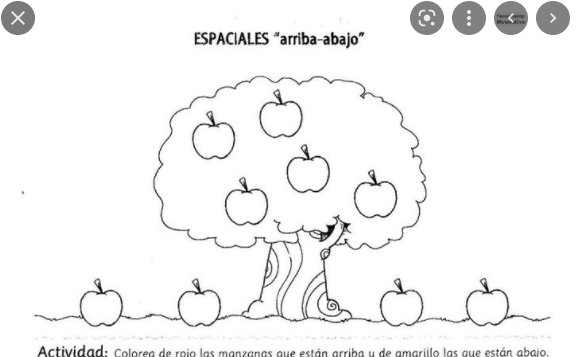 ESPACIALES "arriba-abajo"
Actividad: Colorea de rojo las manzanas que están arriba y de amarillo las que están abajo.